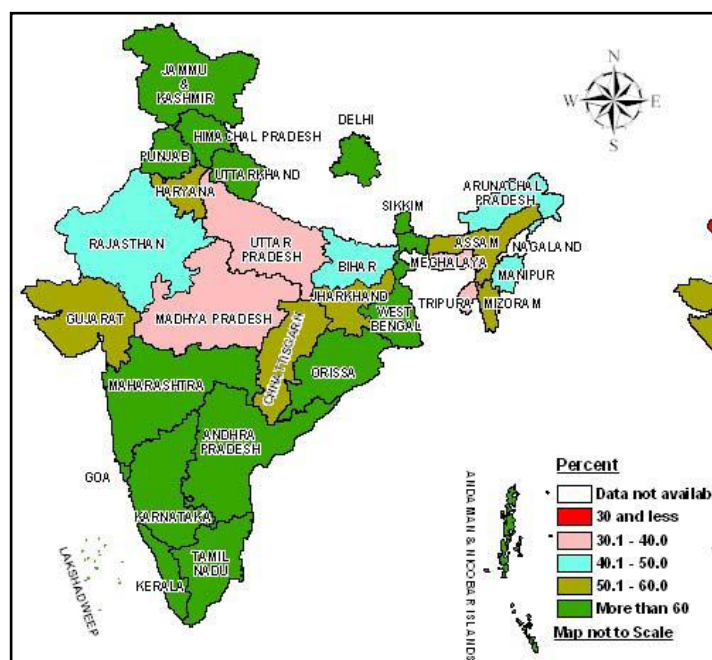 N
W
E
S
JAMMU
&
KASHMIR
HIMACHAL PRADESH
PUNJAB
UTTARKHAND
HARYANA
DELHI
RAJASTHAN
UTTAR
PRADESH
BIHAR
SIKKIM
ARUNACHAL
PRADESH
ASSAM
NAGALAND
MEGHALAYA
MANIPUR
TRIPURA
MIZORAM
GUJARAT
MADHYA PRADESH
JHARKHAND
WEST
BENGAL
CHHATTISGARH
ORISSA
MAHARASHTRA
ANDHRA
PRADESH
GOA
KARNATAKA
LAKSHADWEEP
KERALA
TAMIL
NADU
ANDAMAN & NICOBAR ISLANDS
Percent
Data not availab
30 and less
30.1 - 40.0
40.1 - 50.0
50.1 - 60.0
More than 60
Map not to Scale